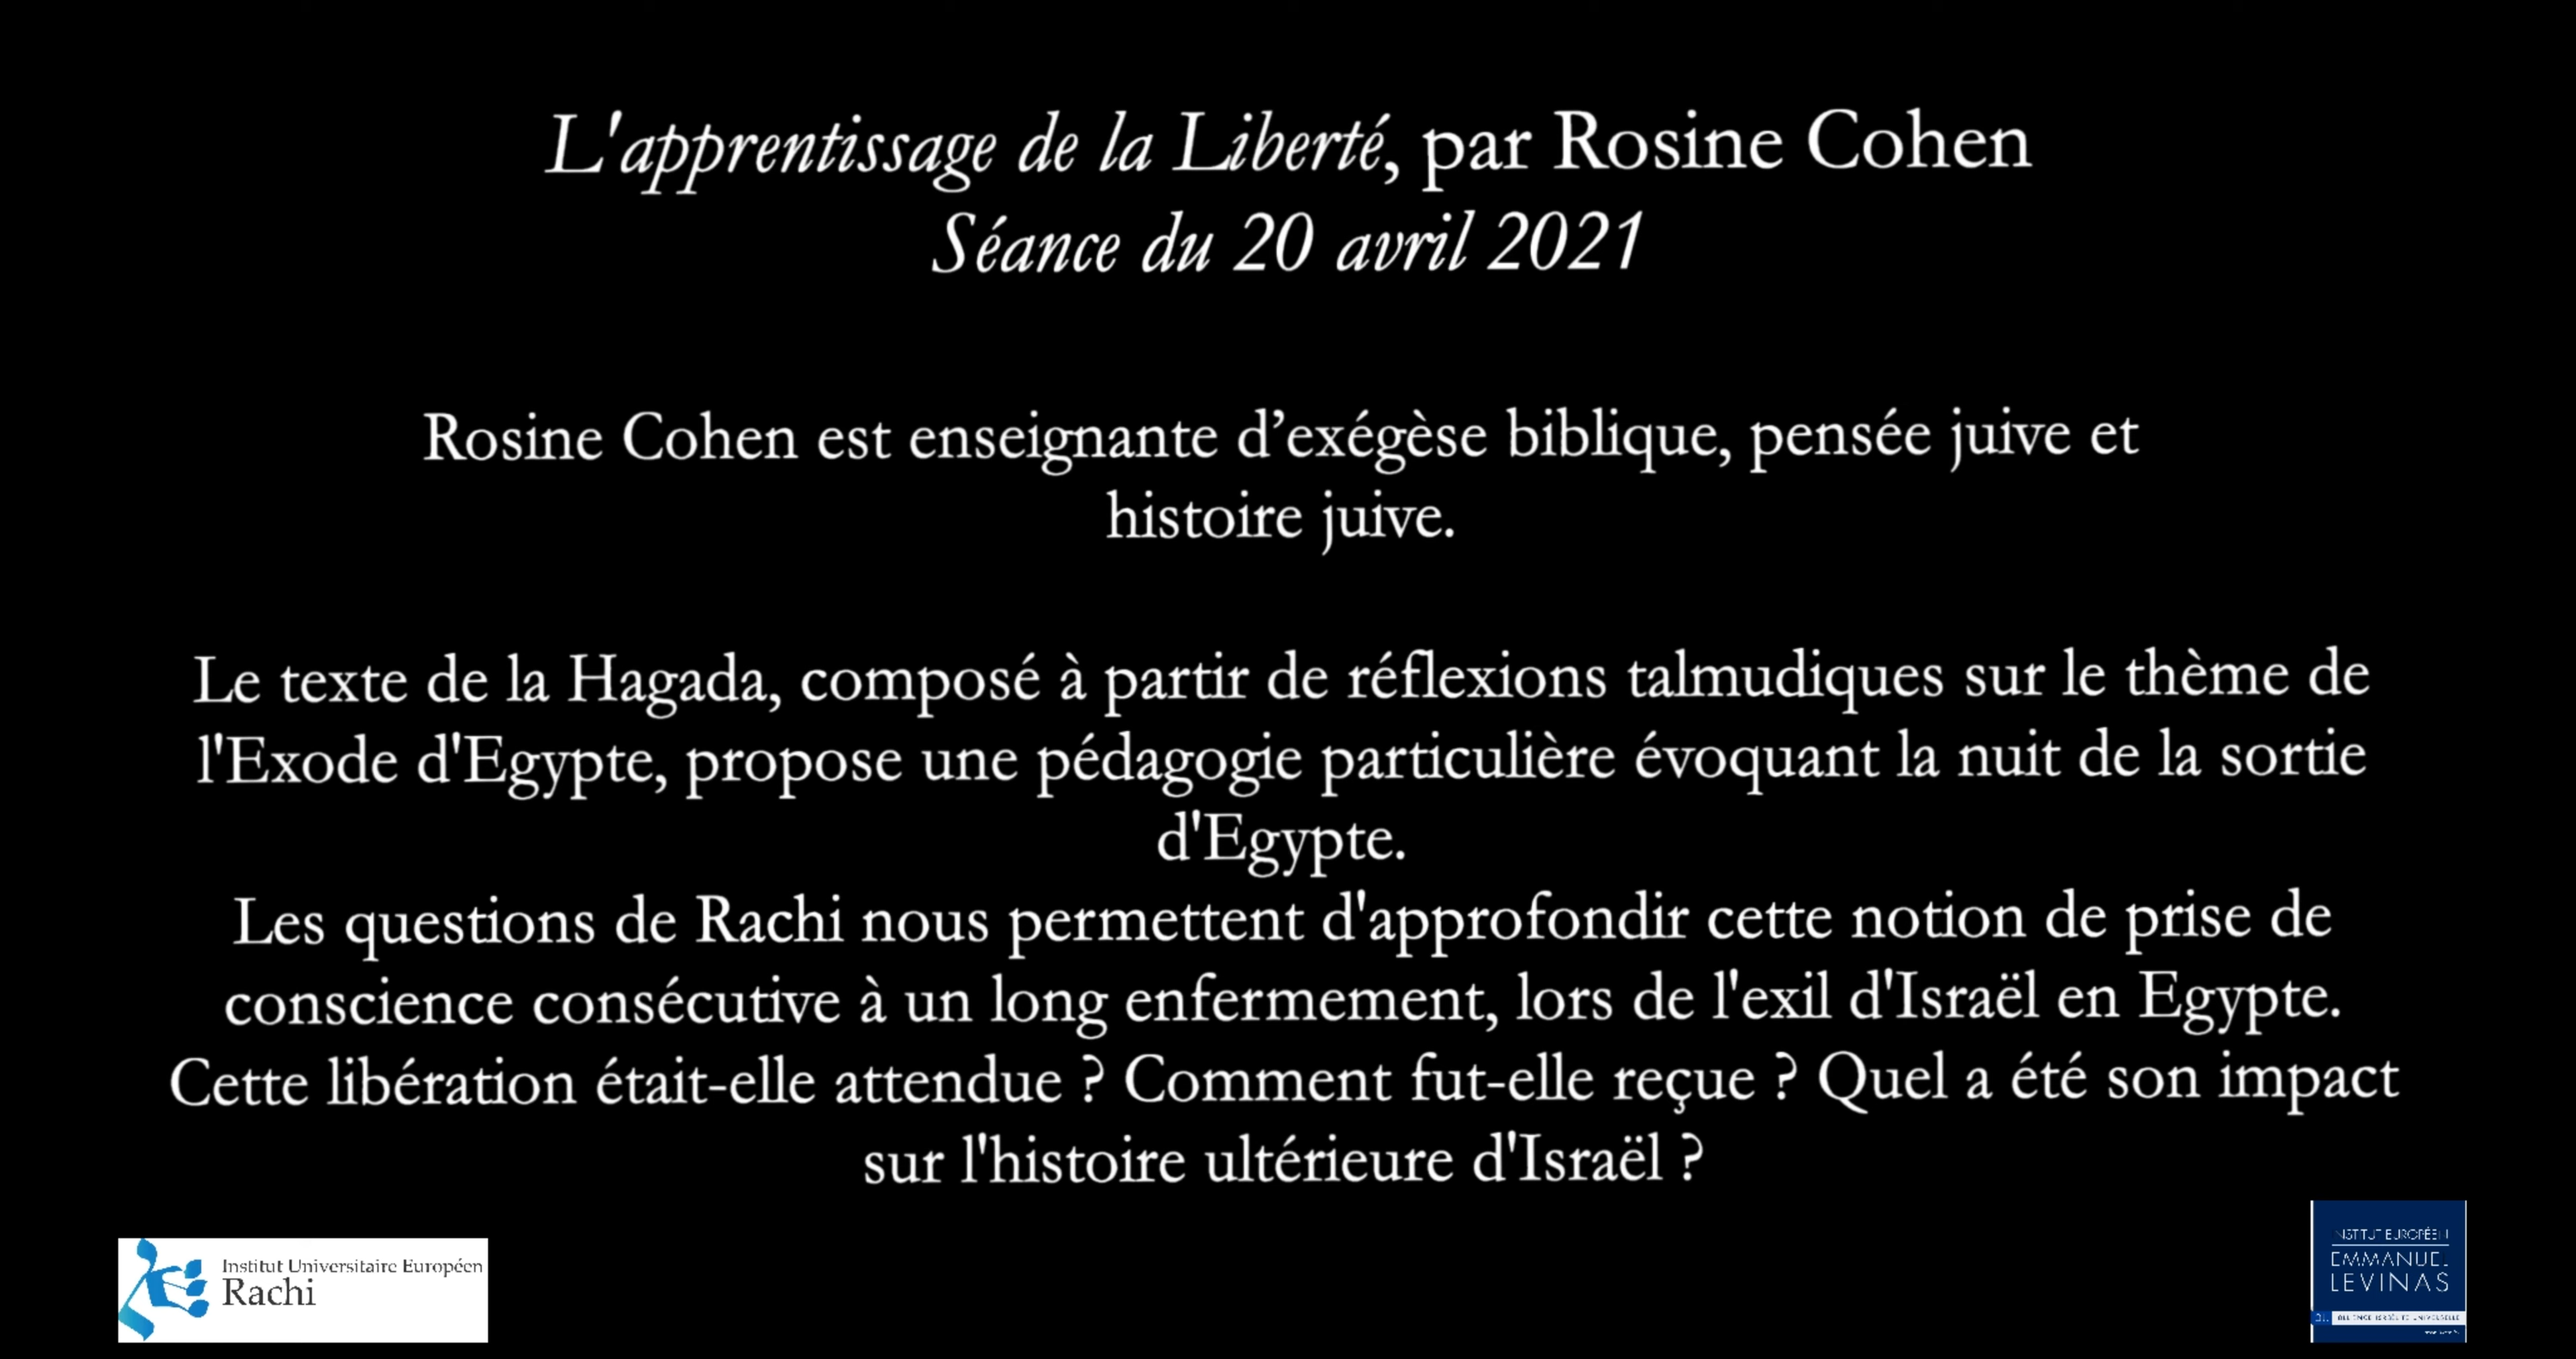 L'apprentissage de la Liberté, par Rosine Cohen
Séance du 20 avril 2021
Rosine Cohen est enseignante d’exégèse biblique, pensée juive et
histoire juive.
Le texte de la Hagada, composé à partir de réflexions talmudiques sur le thème de
l'Exode d'Egypte, propose une pédagogie particulière évoquant la nuit de la sortie
d'Egypte.
Les questions de Rachi nous permettent d'approfondir cette notion de prise de
conscience consécutive à un long enfermement, lors de l'exil d'Israël en Egypte.
Cette libération était-elle attendue ? Comment fut-elle reçue ? Quel a été son impact
sur l'histoire ultérieure d'Israël ?
Institut Universitaire Européen
Rachi
INSTITUT EUROPÉEN
EMMANUEL
LEVINAS
ALLIANCE ISRAÉLITE UNIVERSELLE